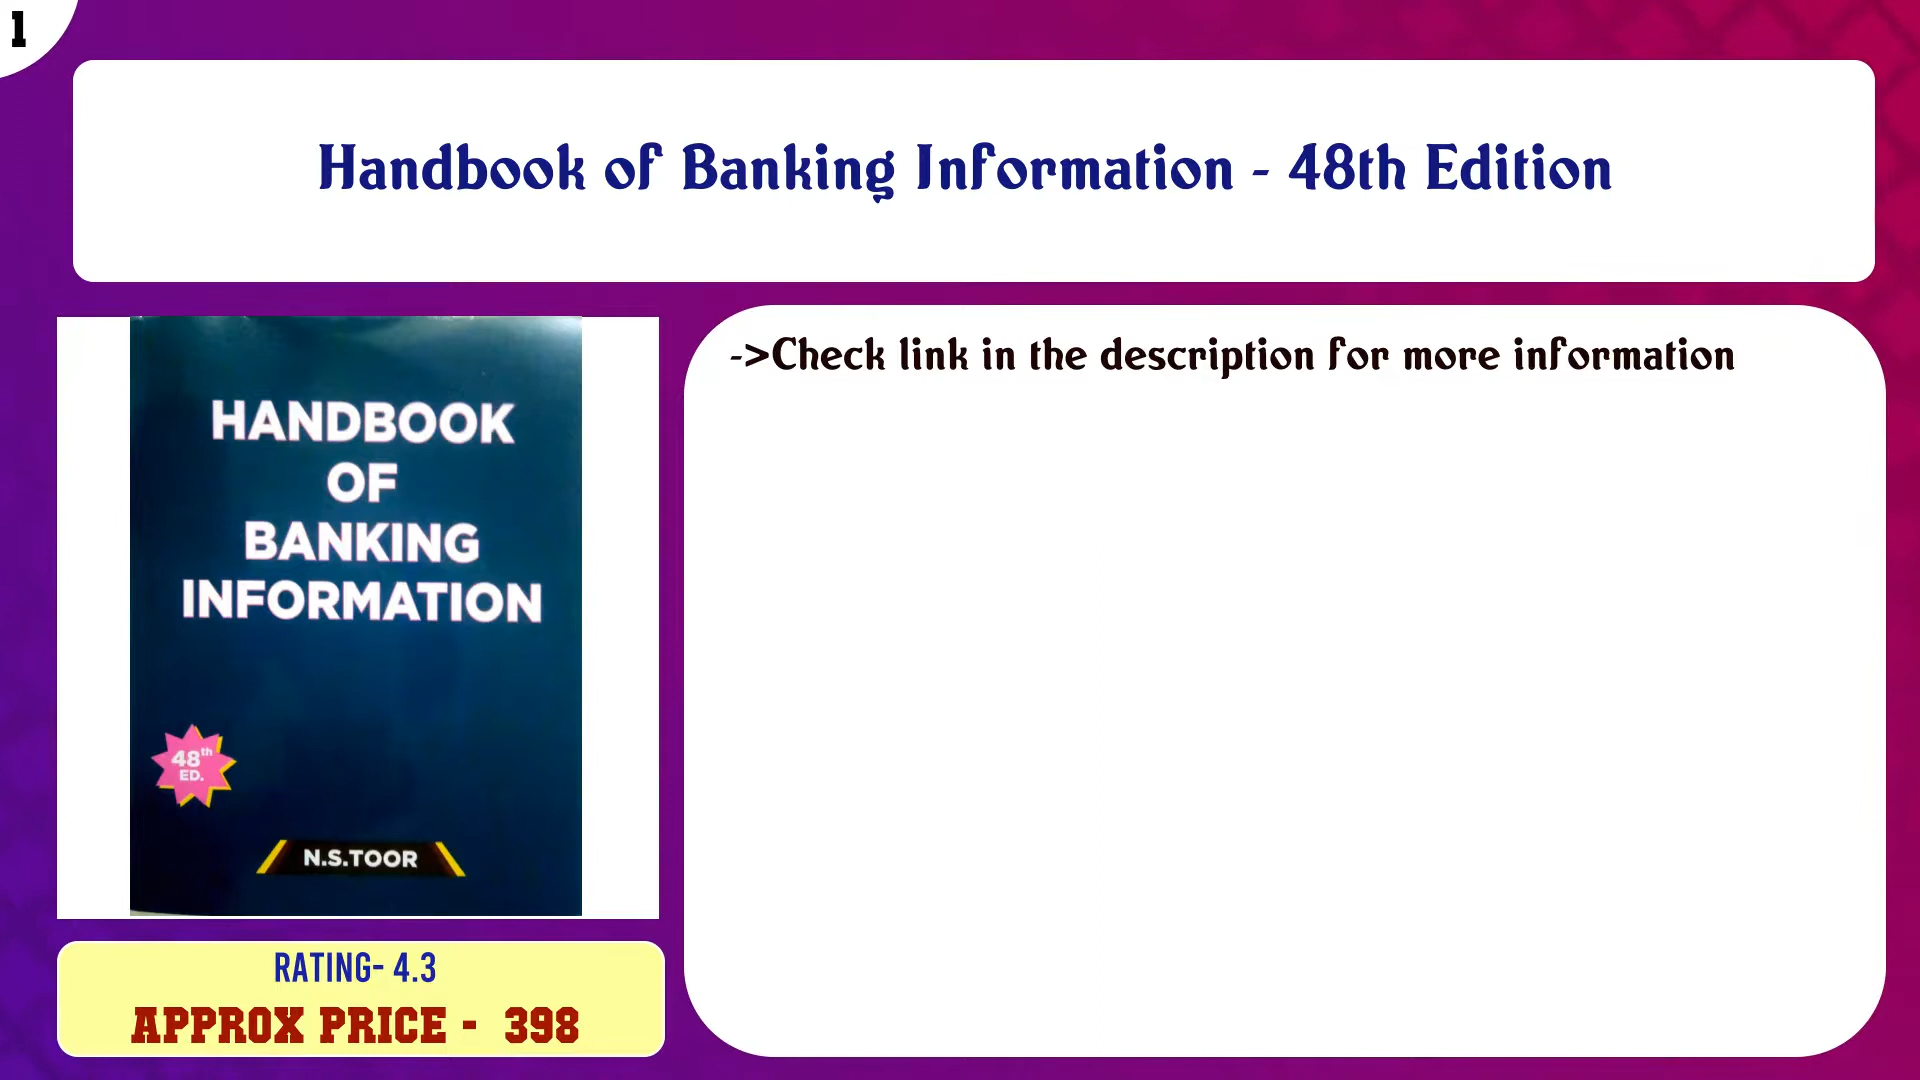 1
Handbook of Banking Information - 48th Edition
->Check link in the description for more information
HANDBOOK
OF
BANKING
INFORMATION
48th
ED.
N.S.TOOR
RATING- 4.3
APPROX PRICE - 398